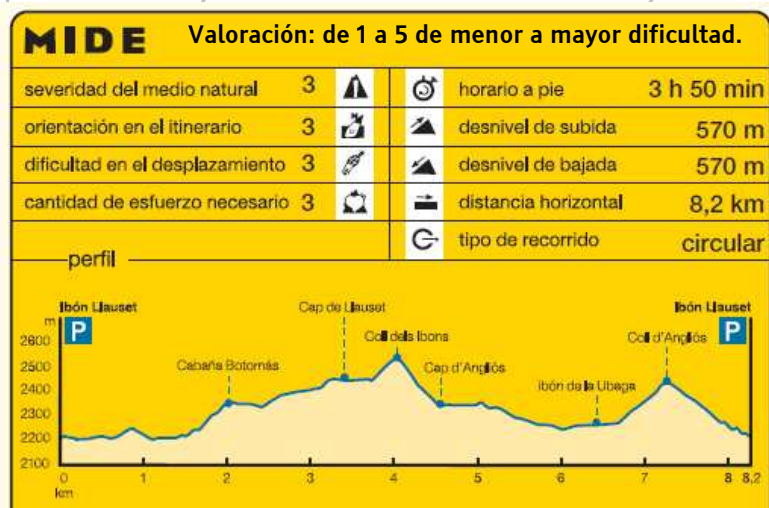 MIDE Valoración: de 1 a 5 de menor a mayor dificultad.
severidad del medio natural 3
horario a pie 3 h 50 min
orientación en el itinerario 3
desnivel de subida 570 m
dificultad en el desplazamiento 3
desnivel de bajada 570 m
cantidad de esfuerzo necesario 3
distancia horizontal 8,2 km
tipo de recorrido circular
perfil
Ibón Llauset
Cap de Llauset
Ibón Llauset
m
P
Coll dels Ibons
Coll d'Anglós
P
Cabaña Botornás
Cap d'Anglós
Ibón de la Ubaga
2600
2500
2400
2300
2200
2100
0 1 2 3 4 5 6 7 8 8,2
km